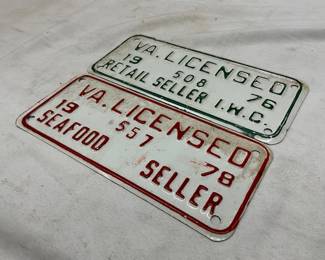 VA. LICENSED
19 508 76
RETAIL SELLER I.W.C.
VA. LICENSED
19 557 78
SEAFOOD SELLER